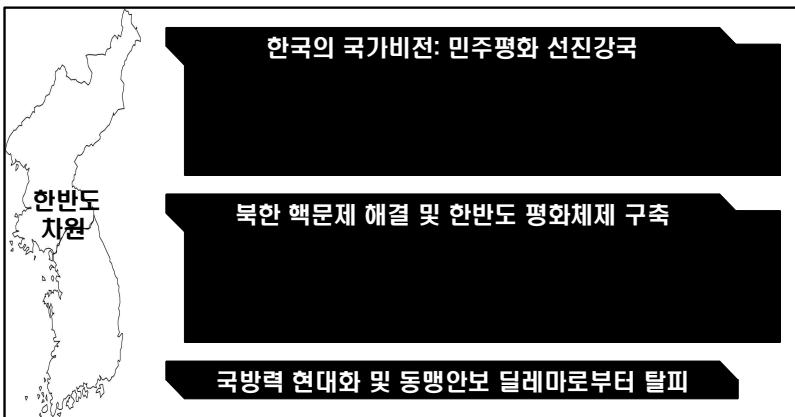 한국의 국가비전: 민주평화 선진강국
한반도
차원
북한 핵문제 해결 및 한반도 평화체제 구축
국방력 현대화 및 동맹안보 딜레마로부터 탈피